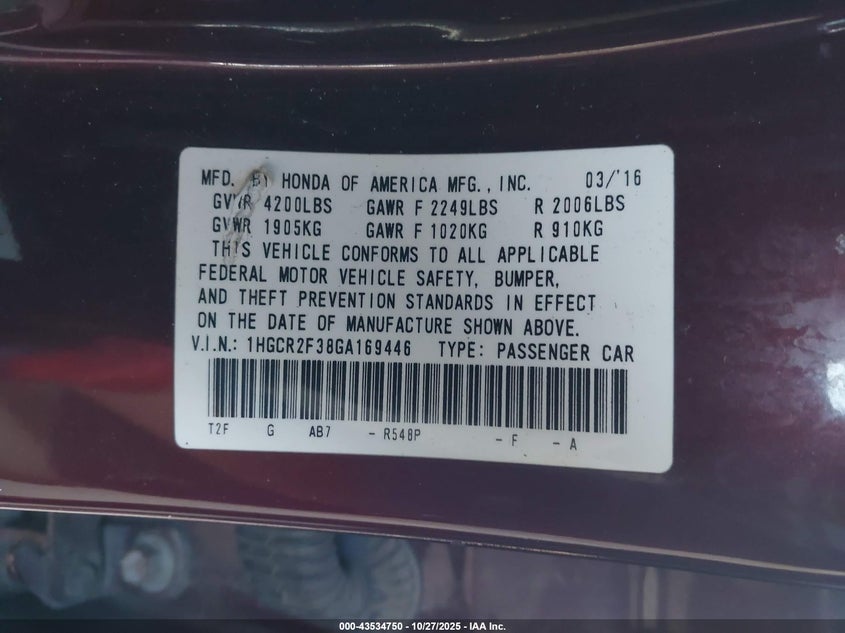 MFD. BY HONDA OF AMERICA MFG., INC. 03/'16
GVWR 4200LBS GAWR F 2249LBS R 2006LBS
GVWR 1905KG GAWR F 1020KG R 910KG
THIS VEHICLE CONFORMS TO ALL APPLICABLE
FEDERAL MOTOR VEHICLE SAFETY, BUMPER,
AND THEFT PREVENTION STANDARDS IN EFFECT
ON THE DATE OF MANUFACTURE SHOWN ABOVE.
V.I.N.: 1HGCR2F38GA169446 TYPE: PASSENGER CAR
T2F G AB7 - R548P - F - A
000-43534750 | 10/27/2025 - IAA Inc.